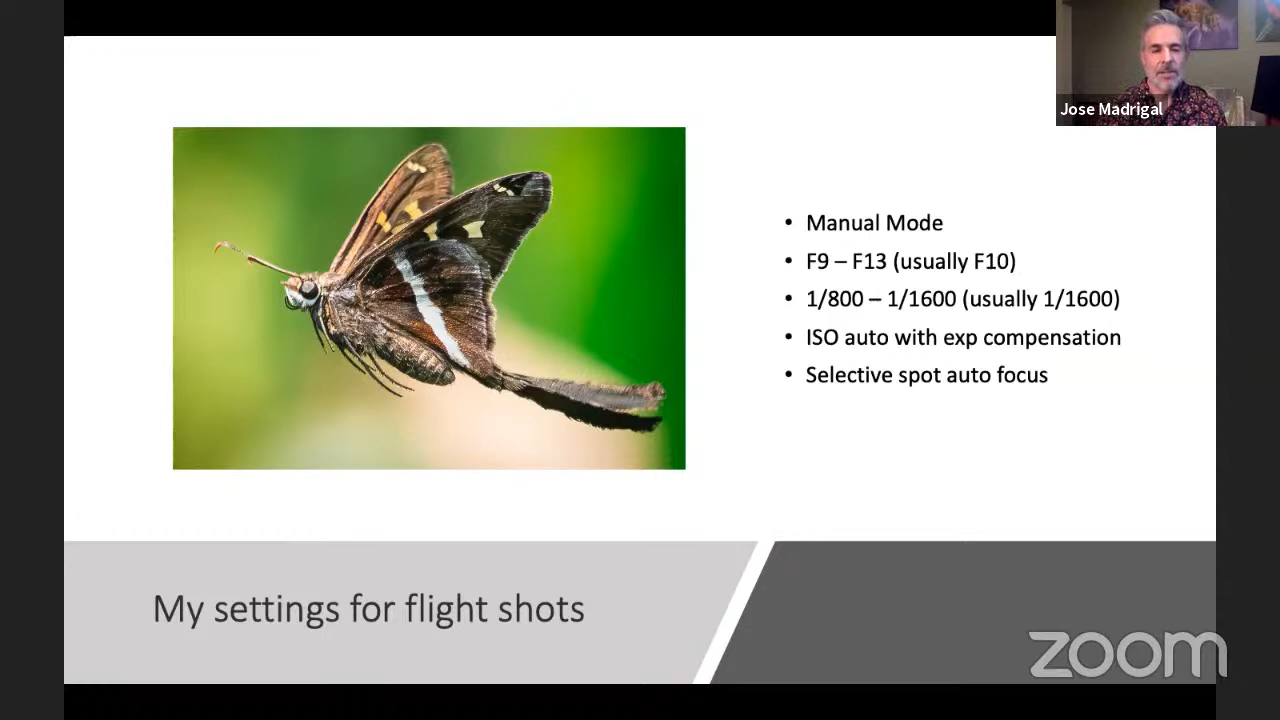 Jose Madrigal
• Manual Mode
• F9 – F13 (usually F10)
• 1/800 – 1/1600 (usually 1/1600)
• ISO auto with exp compensation
• Selective spot auto focus
My settings for flight shots
zoom